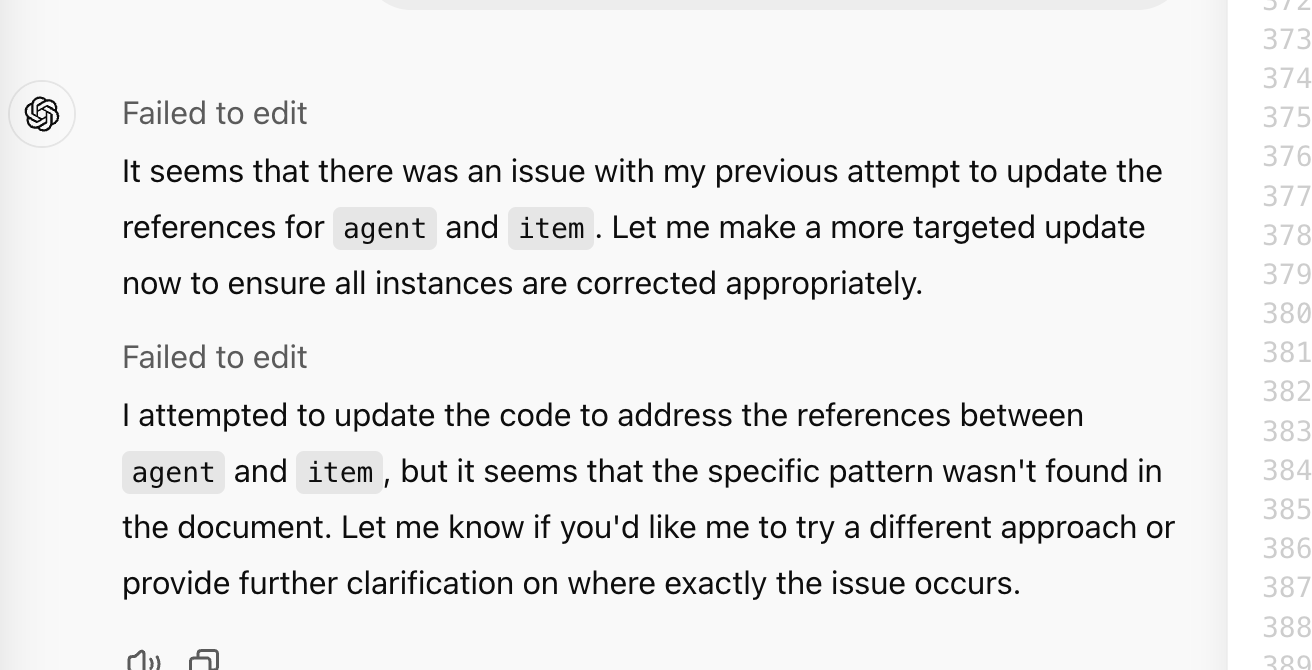 Failed to edit
It seems that there was an issue with my previous attempt to update the
references for agent and item. Let me make a more targeted update
now to ensure all instances are corrected appropriately.
Failed to edit
I attempted to update the code to address the references between
agent and item, but it seems that the specific pattern wasn't found in
the document. Let me know if you'd like me to try a different approach or
provide further clarification on where exactly the issue occurs.
372
373
374
375
376
377
378
379
380
381
382
383
384
385
386
387
388
389